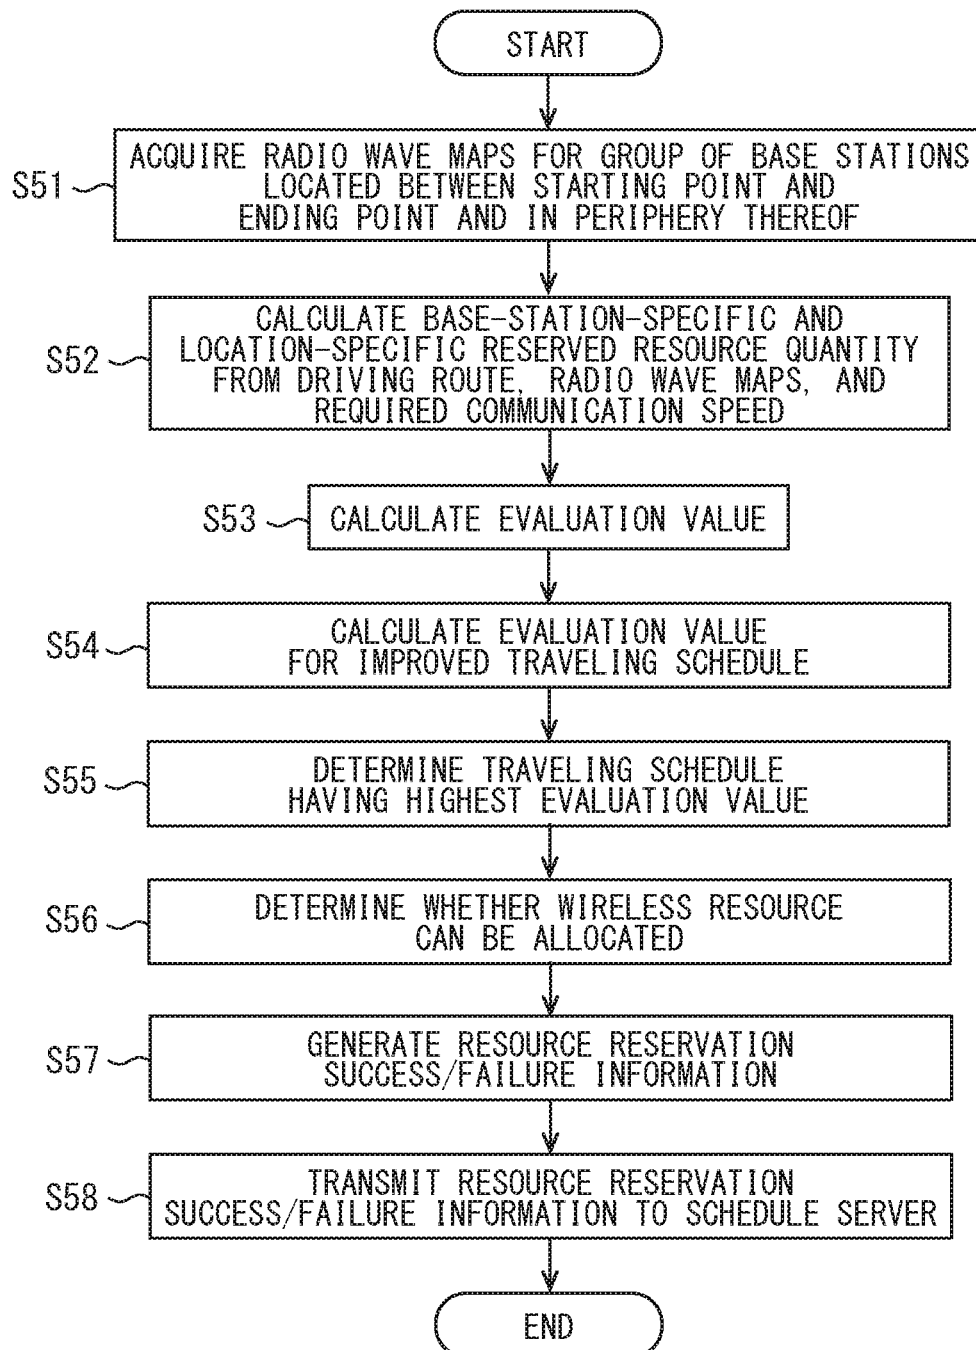 START
S51
ACQUIRE RADIO WAVE MAPS FOR GROUP OF BASE STATIONS
LOCATED BETWEEN STARTING POINT AND
ENDING POINT AND IN PERIPHERY THEREOF
S52
CALCULATE BASE-STATION-SPECIFIC AND
LOCATION-SPECIFIC RESERVED RESOURCE QUANTITY
FROM DRIVING ROUTE, RADIO WAVE MAPS, AND
REQUIRED COMMUNICATION SPEED
S53
CALCULATE EVALUATION VALUE
S54
CALCULATE EVALUATION VALUE
FOR IMPROVED TRAVELING SCHEDULE
S55
DETERMINE TRAVELING SCHEDULE
HAVING HIGHEST EVALUATION VALUE
S56
DETERMINE WHETHER WIRELESS RESOURCE
CAN BE ALLOCATED
S57
GENERATE RESOURCE RESERVATION
SUCCESS/FAILURE INFORMATION
S58
TRANSMIT RESOURCE RESERVATION
SUCCESS/FAILURE INFORMATION TO SCHEDULE SERVER
END